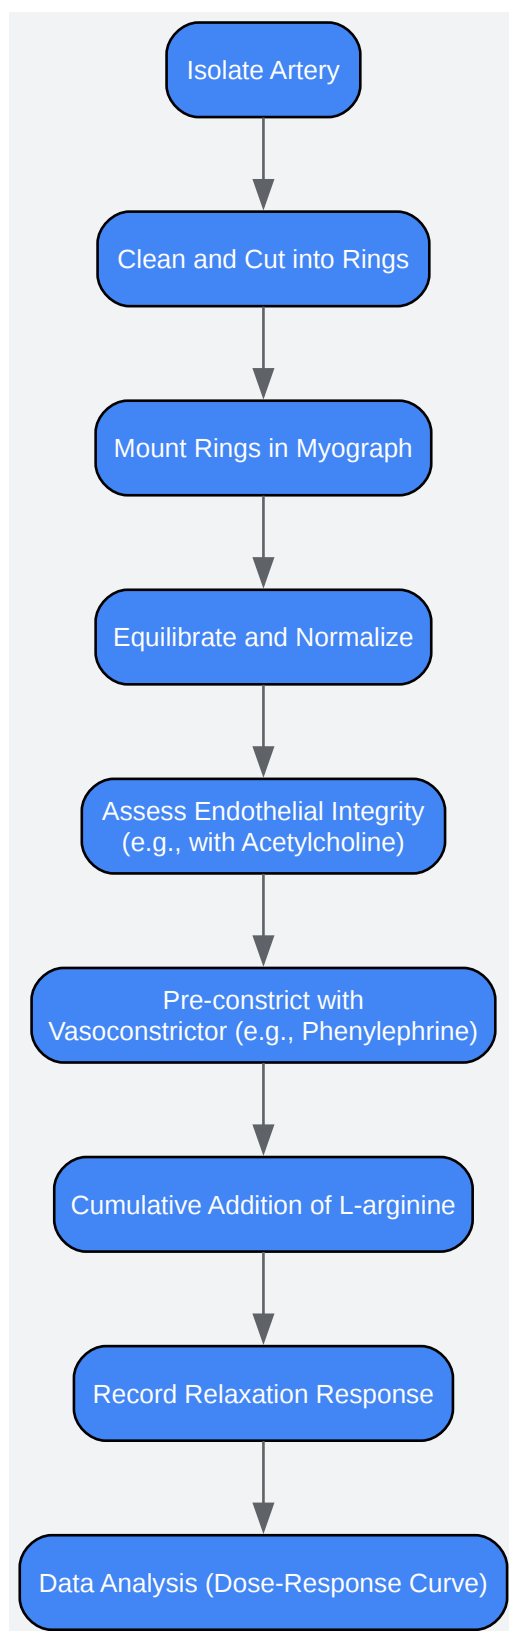 Isolate Artery
Clean and Cut into Rings
Mount Rings in Myograph
Equilibrate and Normalize
Assess Endothelial Integrity
(e.g., with Acetylcholine)
Pre-constrict with
Vasoconstrictor (e.g., Phenylephrine)
Cumulative Addition of L-arginine
Record Relaxation Response
Data Analysis (Dose-Response Curve)